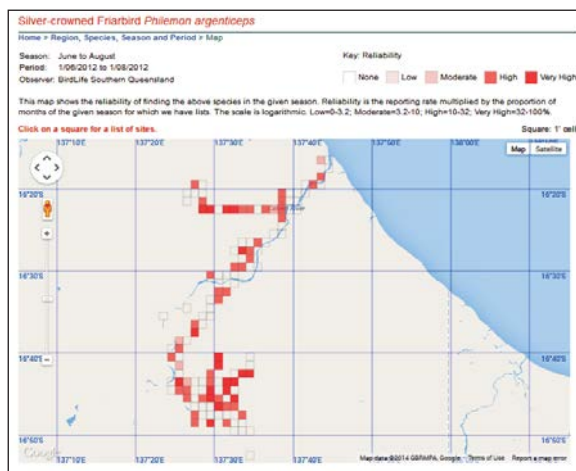 Silver-crowned Friarbird Philemon argenticeps
Home > Region, Species, Season and Period > Map
Season: June to August
Period: 1/06/2012 to 1/08/2012
Observer: BirdLife Southern Queensland
Key: Reliability
None Low Moderate High Very High
This map shows the reliability of finding the above species in the given season. Reliability is the reporting rate multiplied by the proportion of
months of the given season for which we have lists. The scale is logarithmic. Low=0-3.2; Moderate=3.2-10; High=10-32; Very High=32-100%.
Click on a square for a list of sites.
Square: 1' cell
137°10'E 137°20'E 137°30'E 137°40'E 137°50'E 138°00'E
Map Satellite
16°20'S 16°20'S
16°30'S 16°30'S
16°40'S 16°40'S
16°50'S 16°50'S
137°10'E 137°20'E 137°30'E 137°40'E 137°50'E 138°00'E
Google
Map data ©2014 GBRMPA, Google Terms of Use Report a map error